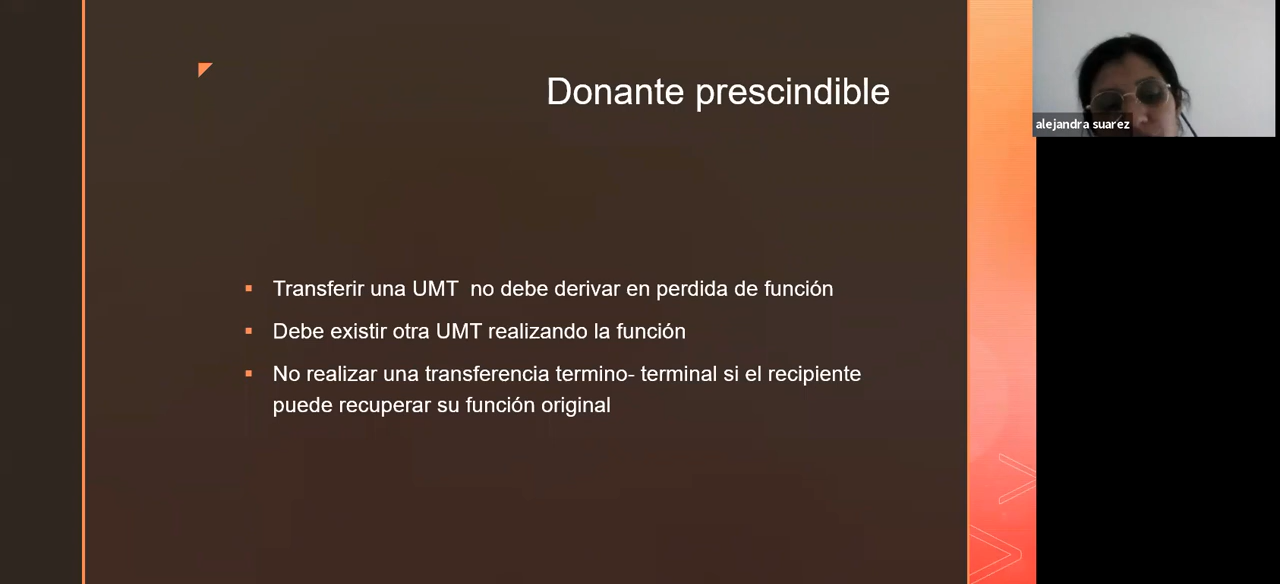 Donante prescindible
alejandra suarez
Transferir una UMT no debe derivar en perdida de función
Debe existir otra UMT realizando la función
No realizar una transferencia termino- terminal si el recipiente
puede recuperar su función original